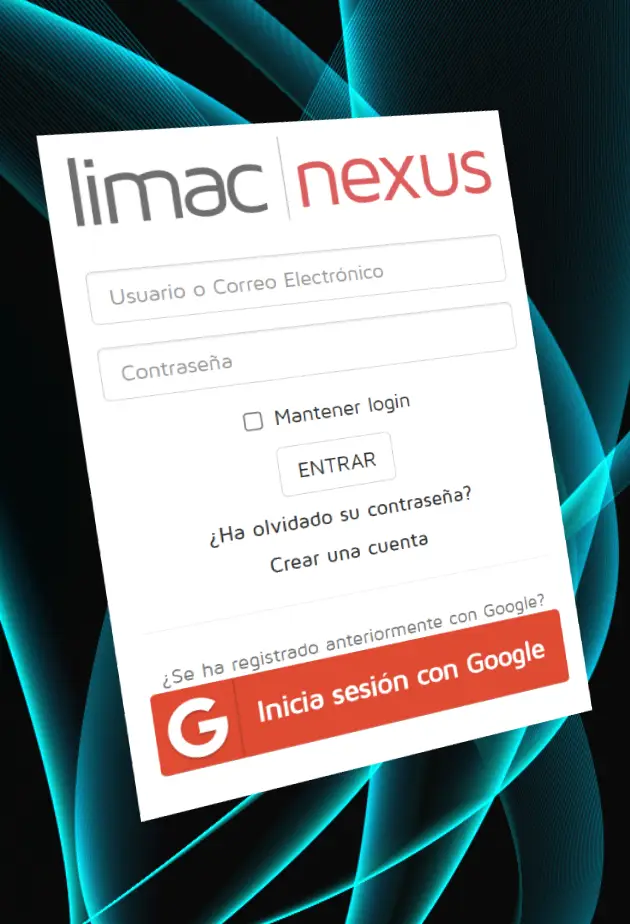 limac nexus
Usuario o Correo Electrónico
Contraseña
Mantener login
ENTRAR
¿Ha olvidado su contraseña?
Crear una cuenta
¿Se ha registrado anteriormente con Google?
G Inicia sesión con Google